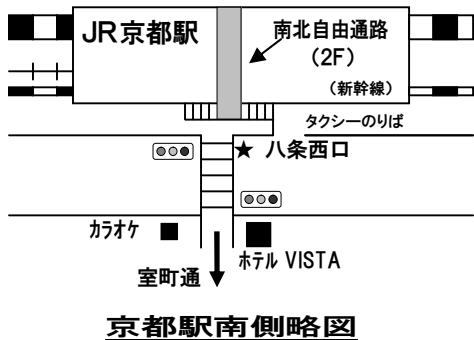 JR京都駅
南北自由通路
(2F)
(新幹線)
タクシーのりば
★ 八条西口
カラオケ
ホテル VISTA
室町通
京都駅南側略図